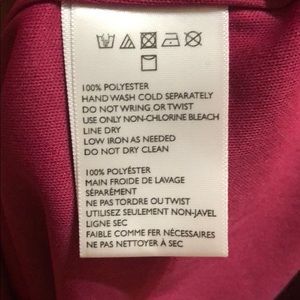 100% POLYESTER
HAND WASH COLD SEPARATELY
DO NOT WRING OR TWIST
USE ONLY NON-CHLORINE BLEACH
LINE DRY
LOW IRON AS NEEDED
DO NOT DRY CLEAN
100% POLYÉSTER
MAIN FROIDE DE LAVAGE
SÉPARÉMENT
NE PAS TORDRE OU TWIST
UTILISEZ SEULEMENT NON-JAVEL
LIGNE SEC
FAIBLE COMME FER NÉCESSAIRES
NE PAS NETTOYER À SEC